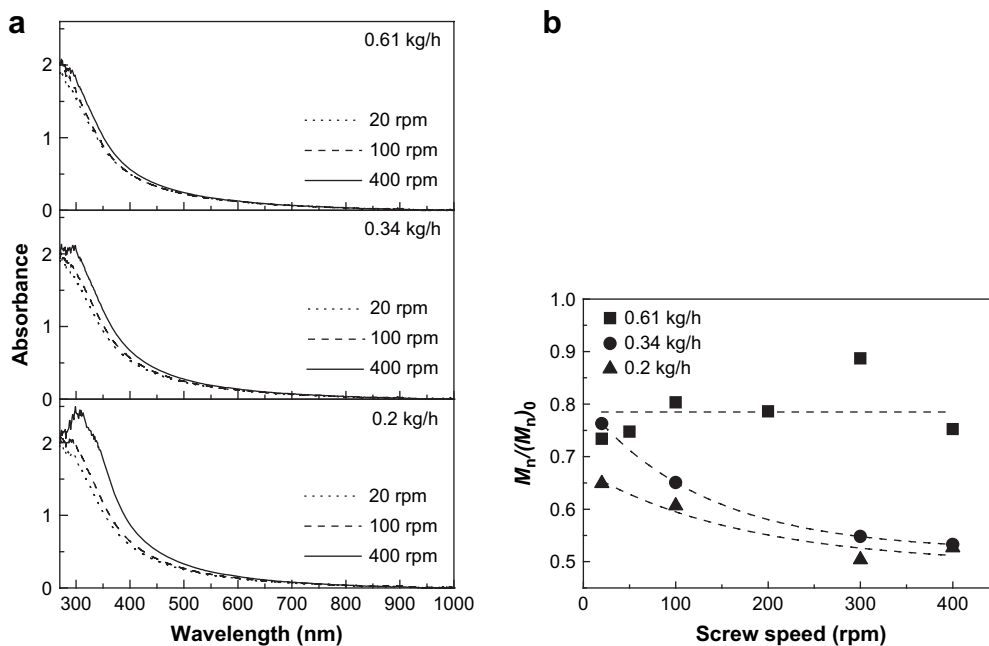 a
0.61 kg/h
2
20 rpm
1
100 rpm
400 rpm
0
0.34 kg/h
2
20 rpm
1
100 rpm
400 rpm
0
0.2 kg/h
2
20 rpm
1
100 rpm
400 rpm
0
300 400 500 600 700 800 900 1000
Absorbance
Wavelength (nm)
b
1.0
0.61 kg/h
0.34 kg/h
0.9
0.2 kg/h
0.8
0.7
0.6
0.5
0 100 200 300 400
Mn/(Mn)0
Screw speed (rpm)